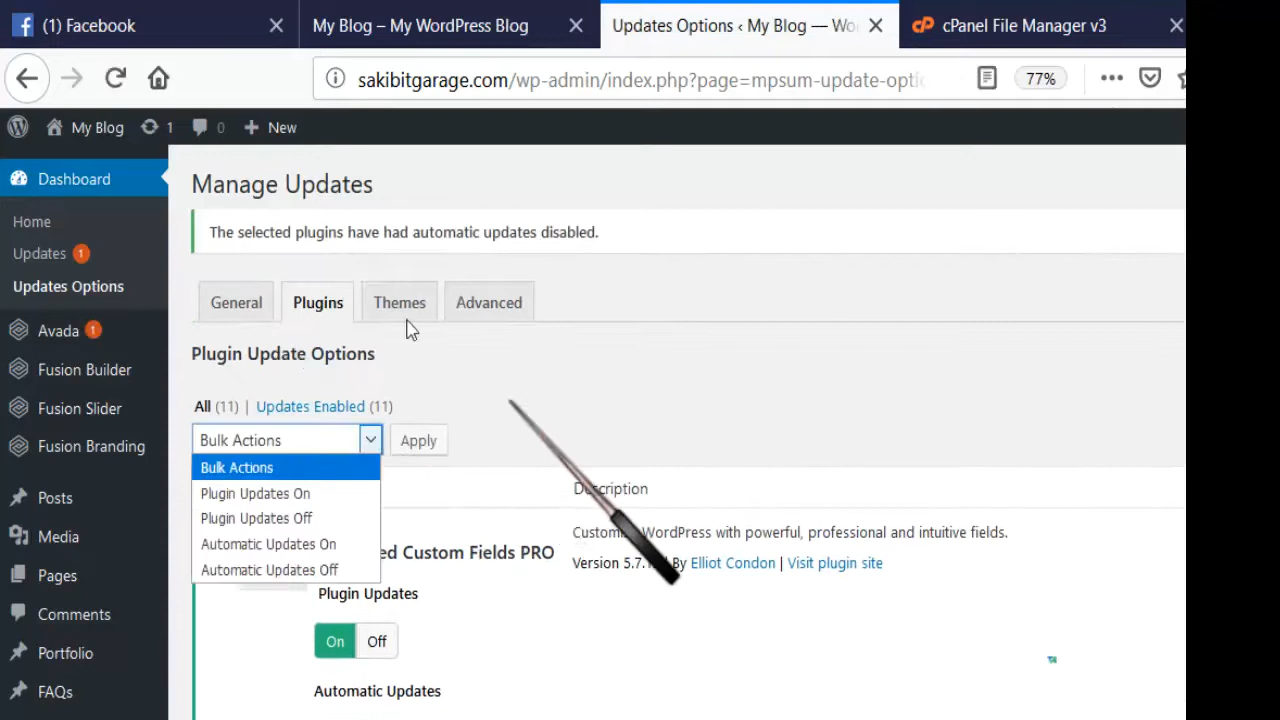 (1) Facebook
My Blog – My WordPress Blog
Updates Options ‹ My Blog — Wo
cPanel File Manager v3
sakibitgarage.com/wp-admin/index.php?page=mpsum-update-opti
77%
My Blog 1 0 New
Dashboard
Home
Updates 1
Updates Options
Avada 1
Fusion Builder
Fusion Slider
Fusion Branding
Posts
Media
Pages
Comments
Portfolio
FAQs
Manage Updates
The selected plugins have had automatic updates disabled.
General Plugins Themes Advanced
Plugin Update Options
All (11) | Updates Enabled (11)
Bulk Actions Apply
Bulk Actions
Plugin Updates On
Plugin Updates Off
Automatic Updates On
Automatic Updates Off
Description
ed Custom Fields PRO
WordPress with powerful, professional and intuitive fields.
Version 5.7. By Elliot Condon | Visit plugin site
Plugin Updates
On Off
Automatic Updates